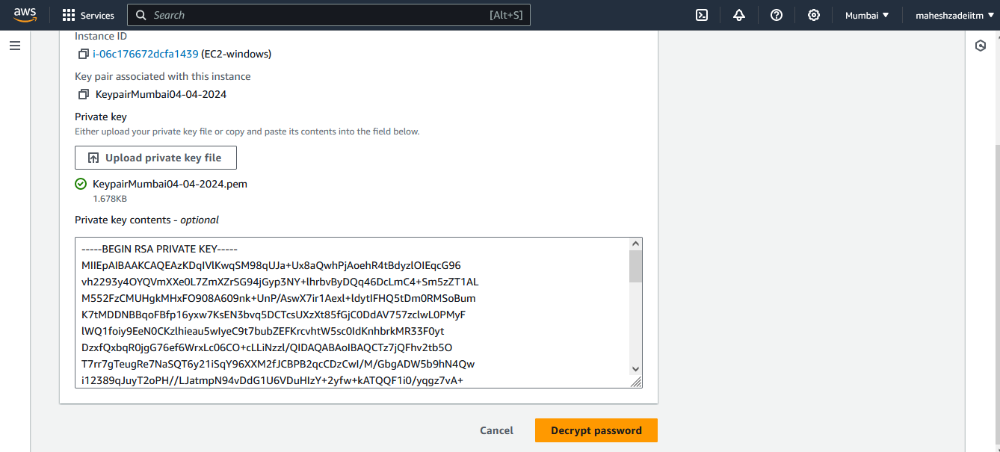 aws
Services
Search
[Alt+S]
Mumbai
maheshzadeiitm
Instance ID
i-06c176672dcfa1439 (EC2-windows)
Key pair associated with this instance
KeypairMumbai04-04-2024
Private key
Either upload your private key file or copy and paste its contents into the field below.
Upload private key file
KeypairMumbai04-04-2024.pem
1.678KB
Private key contents - optional
-----BEGIN RSA PRIVATE KEY-----
MIIEpAIBAAKCAQEAzKDqIVlKwqSM98qUJa+Ux8aQwhPjAoehR4tBdyzlOIEqcG96
vh2293y4OYQVmXXe0L7ZmXZrSG94jGyp3NY+lhrbvByDQq46DcLmC4+Sm5zZT1AL
M552FzCMUHgkMHxFO908A609nk+UnP/AswX7ir1Aexl+ldytIFHQ5tDm0RMSoBum
K7tMDDNBBqoFBfp16yxw7KsEN3bvq5DCTcsUXzXt85fGjC0DdAV757zclwL0PMyF
lWQ1foiy9EeN0CKzlhieau5wIyeC9t7bubZEFKrcvhtW5sc0IdKnhbrkMR33F0yt
DzxfQxbqR0jgG76ef6WrxLc06CO+cLLiNzzl/QIDAQABAoIBAQCTz7jQFhv2tb5O
T7rr7gTeugRe7NaSQT6y21iSqY96XXM2fJCBPB2qcCDzCwI/M/GbgADW5b9hN4Qw
i12389qJuyT2oPH//LJatmpN94vDdG1U6VDuHIzY+2yfw+kATQQF1i0/yqgz7vA+
Cancel
Decrypt password